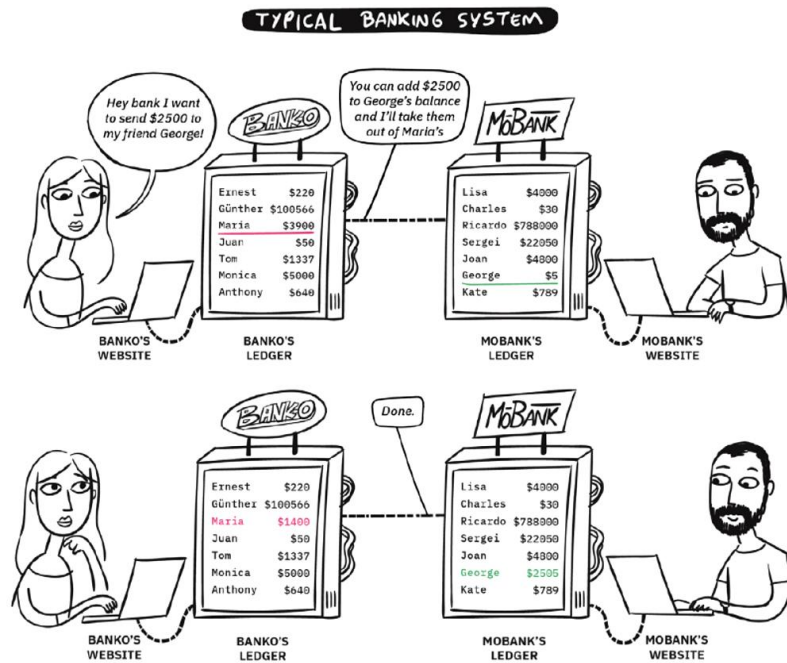 TYPICAL BANKING SYSTEM
Hey bank I want
to send $2500 to
my friend George!
BANKO
You can add $2500
to George's balance
and I'll take them
out of Maria's
MOBANK
Ernest $220
Günther $100566
Maria $3900
Juan $50
Tom $1337
Monica $5000
Anthony $640
Lisa $4000
Charles $30
Ricardo $788000
Sergei $22050
Joan $4800
George $5
Kate $789
BANKO'S
WEBSITE
BANKO'S
LEDGER
MOBANK'S
LEDGER
MOBANK'S
WEBSITE
BANKO
Done.
MOBANK
Ernest $220
Günther $100566
Maria $1400
Juan $50
Tom $1337
Monica $5000
Anthony $640
Lisa $4000
Charles $30
Ricardo $788000
Sergei $22050
Joan $4800
George $2505
Kate $789
BANKO'S
WEBSITE
BANKO'S
LEDGER
MOBANK'S
LEDGER
MOBANK'S
WEBSITE